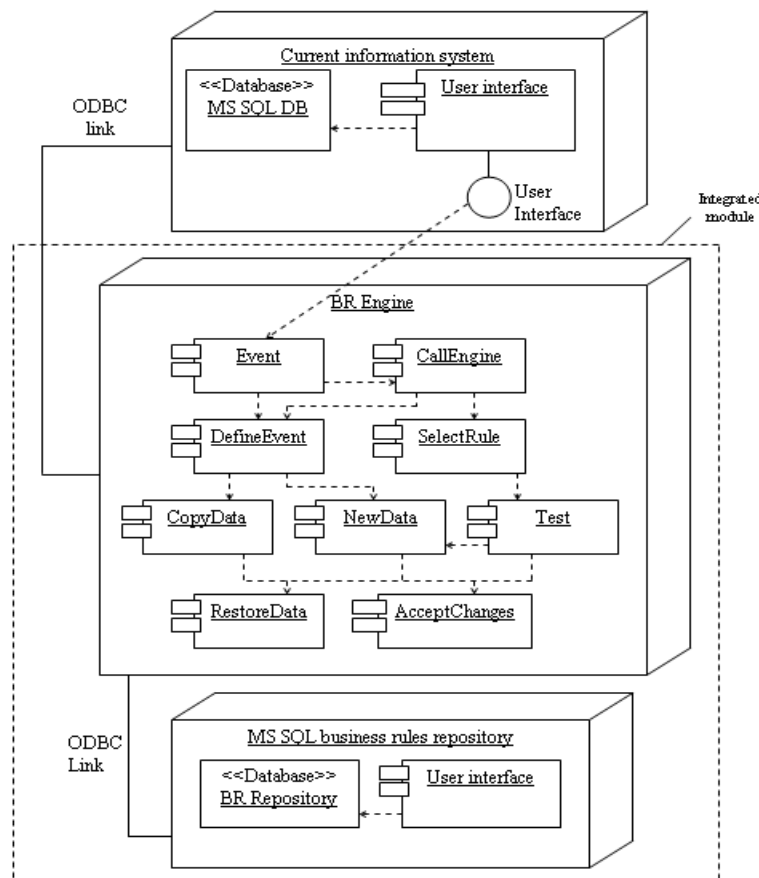 Current information system
<<Database>>
MS SQL DB
User interface
ODBC
link
User
Interface
Integrated
module
BR Engine
Event
CallEngine
DefineEvent
SelectRule
CopyData
NewData
Test
RestoreData
AcceptChanges
ODBC
Link
MS SQL business rules repository
<<Database>>
BR Repository
User interface